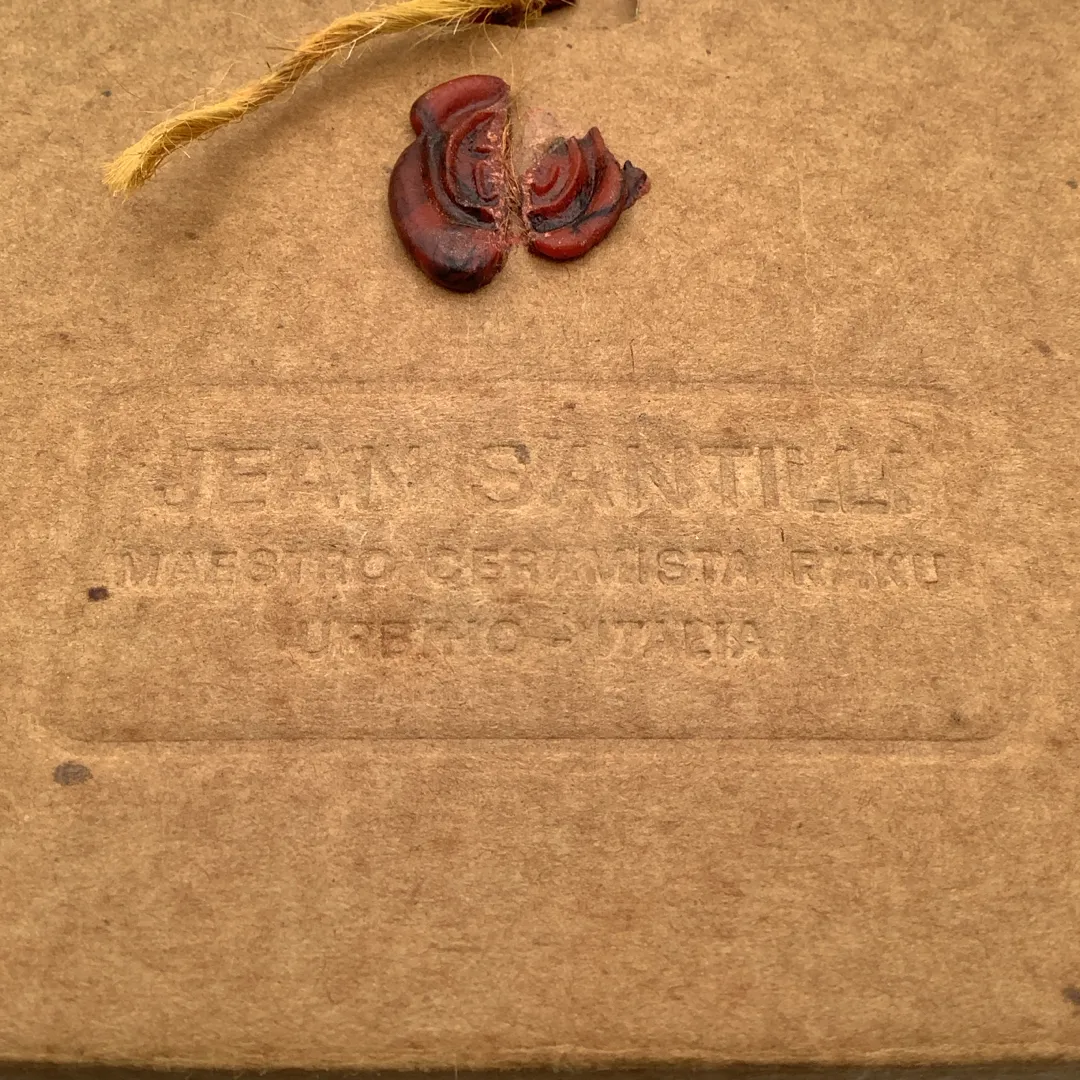 JEAN SANTILLI
MAESTRO CERAMISTA RAKU
URBINO - ITALIA